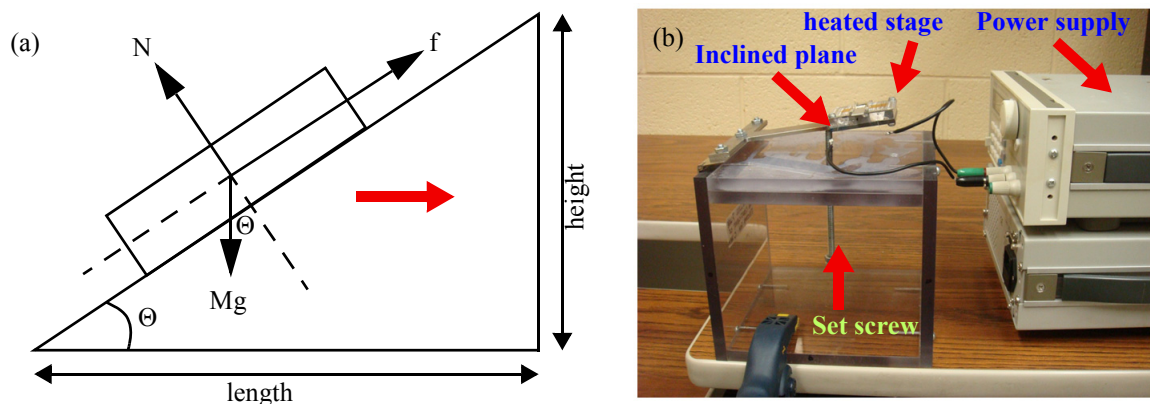 (a)
N
f
Θ
Mg
Θ
height
length
(b)
heated stage
Power supply
Inclined plane
Set screw